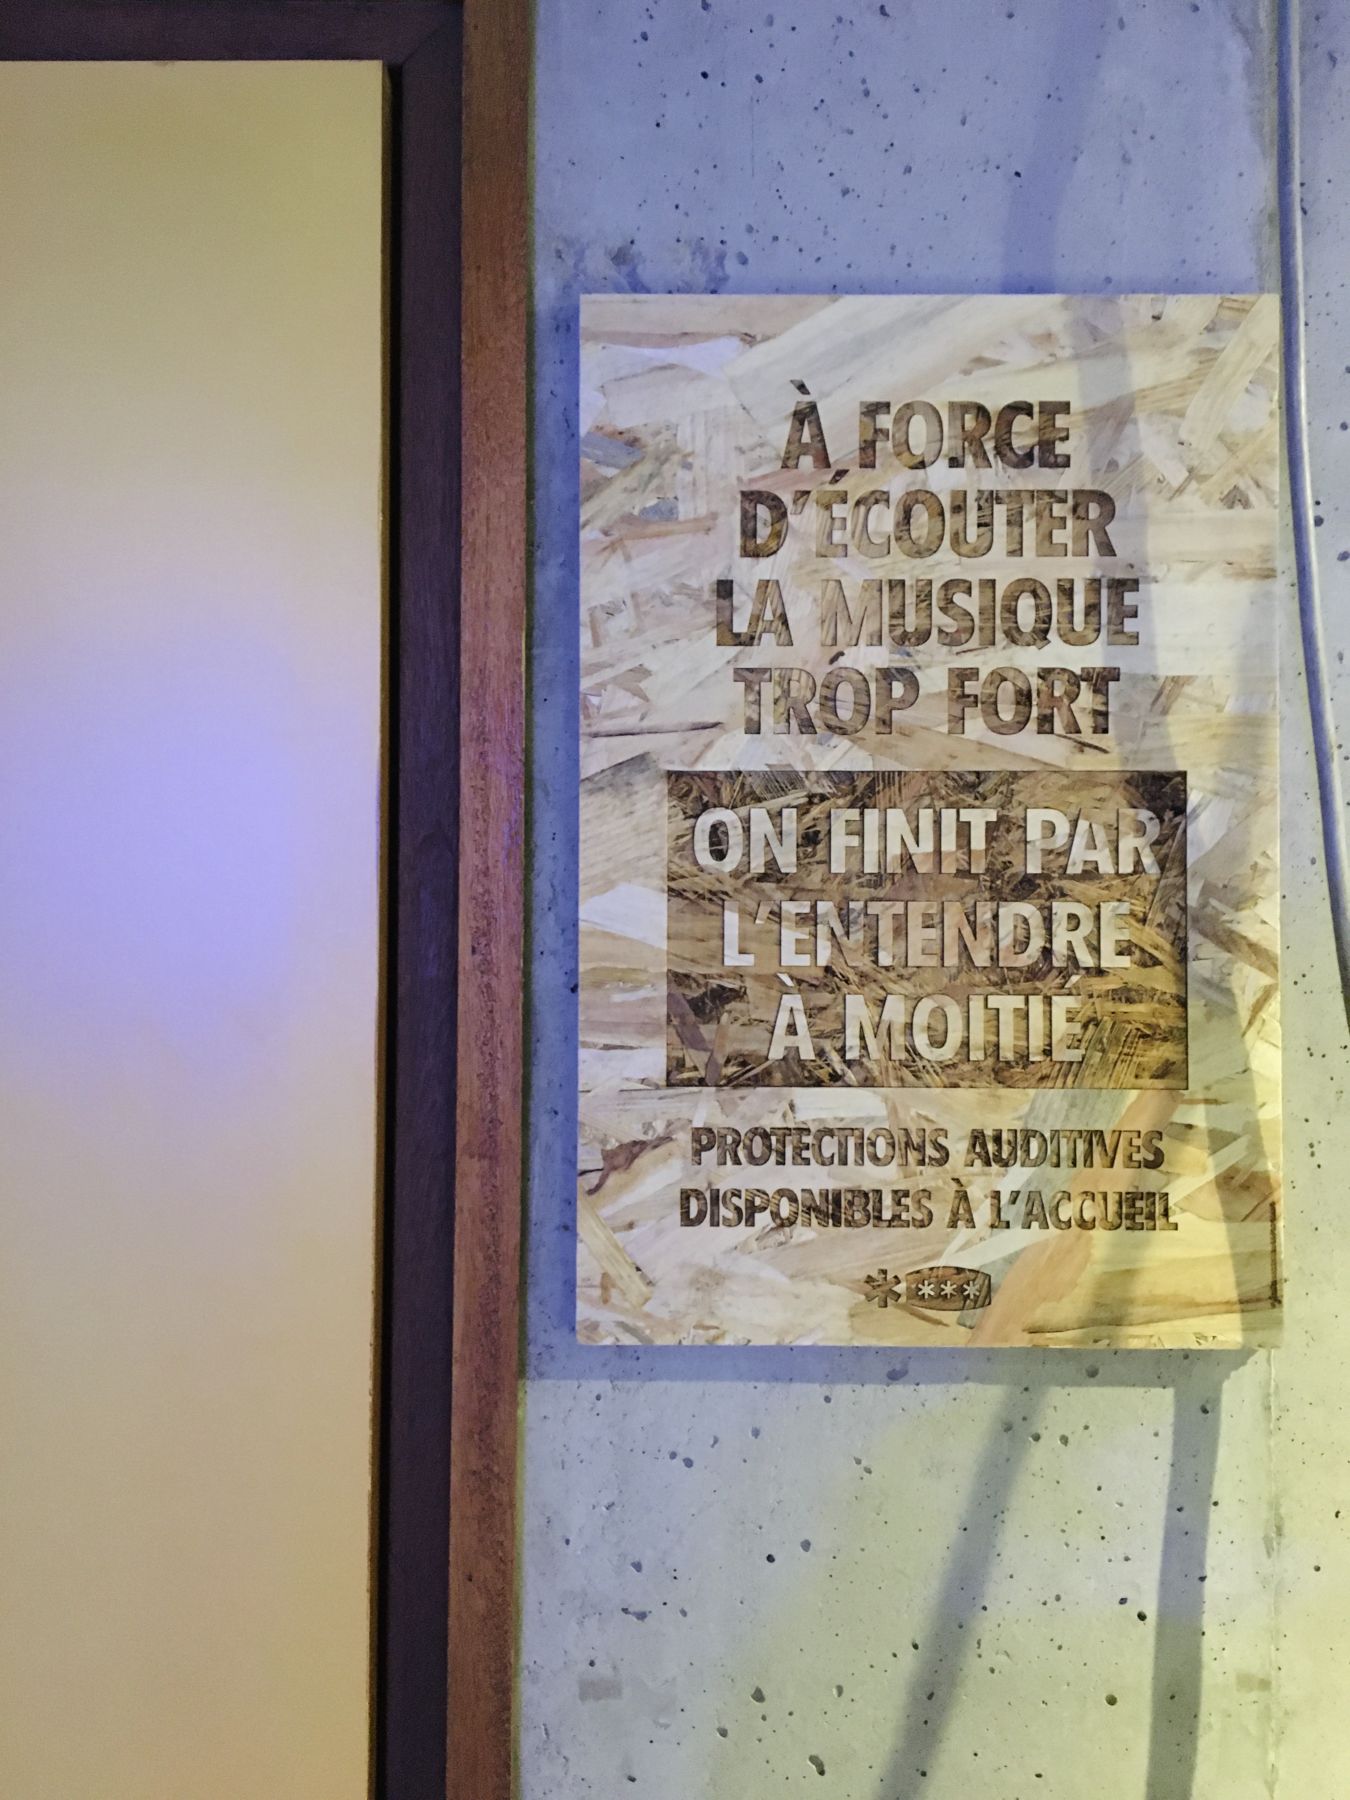 À FORCE
D'ÉCOUTER
LA MUSIQUE
TROP FORT
ON FINIT PAR
L'ENTENDRE
À MOITIÉ
PROTECTIONS AUDITIVES
DISPONIBLES À L'ACCUEIL
* ***